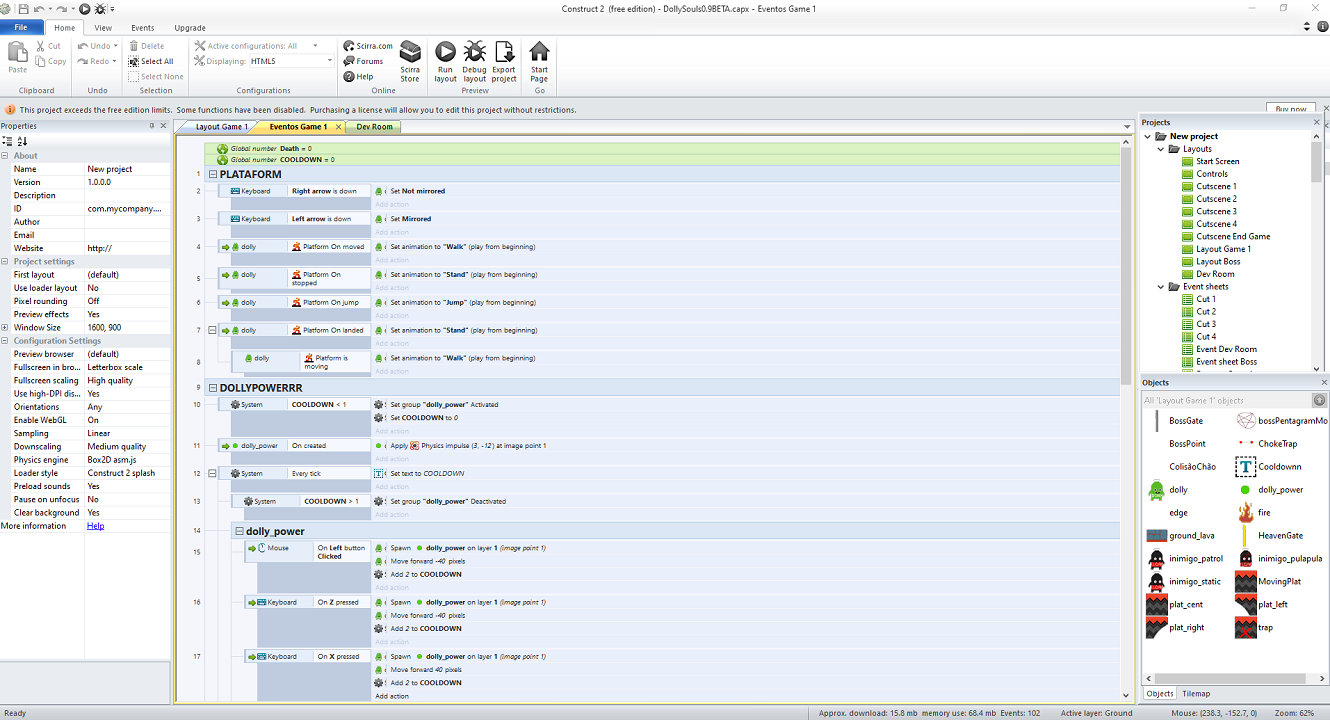 Construct 2 (free edition) - DollySouls0.9BETA.capx - Eventos Game 1
File Home View Events Upgrade
Paste Cut Copy Clipboard
Undo Redo Undo
Delete Select All Select None Selection
Active configurations: All
Displaying: HTML5
Configurations
Scirra.com Forums Help Scirra Store Online
Run layout Debug layout Export project Preview
Start Page Go
This project exceeds the free edition limits. Some functions have been disabled. Purchasing a license will allow you to edit this project without restrictions. Buy now
Properties
About
Name New project
Version 1.0.0.0
Description
ID com.mycompany....
Author
Email
Website http://
Project settings
First layout (default)
Use loader layout No
Pixel rounding Off
Preview effects Yes
Window Size 1600, 900
Configuration Settings
Preview browser (default)
Fullscreen in bro... Letterbox scale
Fullscreen scaling High quality
Use high-DPI dis... Yes
Orientations Any
Enable WebGL On
Sampling Linear
Downscaling Medium quality
Physics engine Box2D asm.js
Loader style Construct 2 splash
Preload sounds Yes
Pause on unfocus No
Clear background Yes
More information Help
Layout Game 1 Eventos Game 1 Dev Room
Global number Death = 0
Global number COOLDOWN = 0
1 PLATAFORM
2 Keyboard Right arrow is down Set Not mirrored
Add action
3 Keyboard Left arrow is down Set Mirrored
Add action
4 dolly Platform On moved Set animation to "Walk" (play from beginning)
Add action
5 dolly Platform On stopped Set animation to "Stand" (play from beginning)
Add action
6 dolly Platform On jump Set animation to "Jump" (play from beginning)
Add action
7 dolly Platform On landed Set animation to "Stand" (play from beginning)
Add action
8 dolly Platform is moving Set animation to "Walk" (play from beginning)
Add action
9 DOLLYPOWERRR
10 System COOLDOWN < 1 Set group "dolly_power" Activated
Set COOLDOWN to 0
Add action
11 dolly_power On created Apply Physics impulse (3, -12) at image point 1
Add action
12 System Every tick Set text to COOLDOWN
Add action
13 System COOLDOWN > 1 Set group "dolly_power" Deactivated
Add action
14 dolly_power
15 Mouse On Left button Clicked Spawn dolly_power on layer 1 (image point 1)
Move forward -40 pixels
Add 2 to COOLDOWN
Add action
16 Keyboard On Z pressed Spawn dolly_power on layer 1 (image point 1)
Move forward -40 pixels
Add 2 to COOLDOWN
Add action
17 Keyboard On X pressed Spawn dolly_power on layer 1 (image point 1)
Move forward 40 pixels
Add 2 to COOLDOWN
Add action
Projects
New project
Layouts
Start Screen
Controls
Cutscene 1
Cutscene 2
Cutscene 3
Cutscene 4
Cutscene End Game
Layout Game 1
Layout Boss
Dev Room
Event sheets
Cut 1
Cut 2
Cut 3
Cut 4
Event Dev Room
Event sheet Boss
Objects
All 'Layout Game 1' objects
BossGate bossPentagramMo
BossPoint ChokeTrap
ColisãoChão Cooldownn
dolly dolly_power
edge fire
ground_lava HeavenGate
inimigo_patrol inimigo_pulapula
inimigo_static MovingPlat
plat_cent plat_left
plat_right trap
Objects Tilemap
Ready Approx. download: 15.8 mb memory use: 68.4 mb Events: 102 Active layer: Ground Mouse: (238.3, -152.7, 0) Zoom: 62%